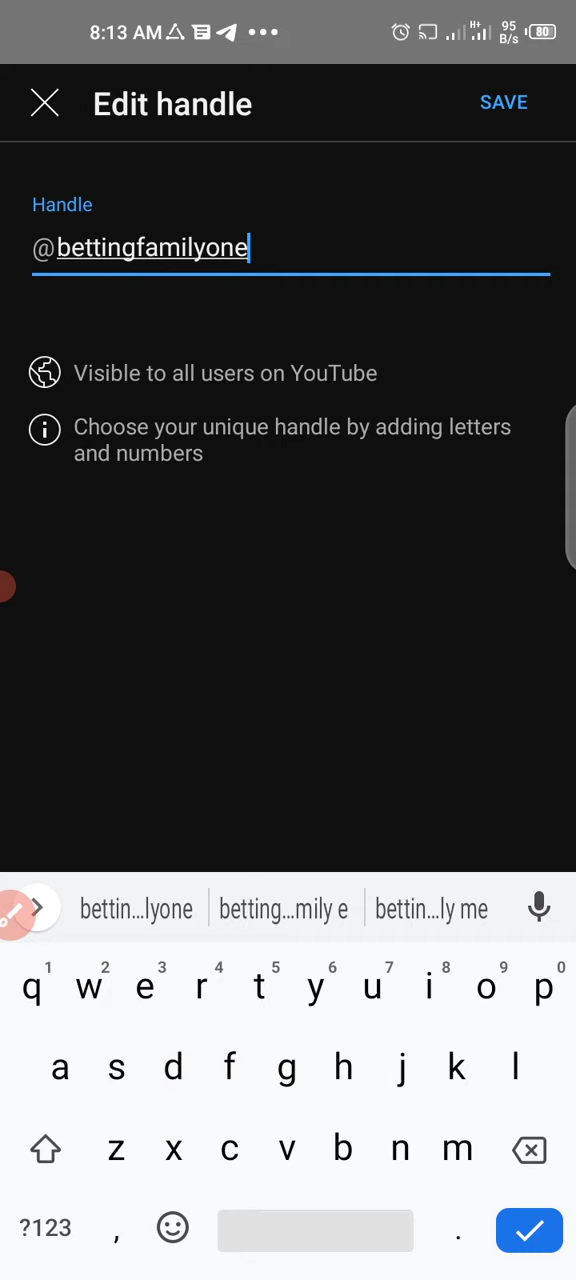 8:13 AM
H+
95 B/s
80
Edit handle
SAVE
Handle
@bettingfamilyone
Visible to all users on YouTube
Choose your unique handle by adding letters
and numbers
bettin...lyone betting...mily e bettin...ly me
1 2 3 4 5 6 7 8 9 0
q w e r t y u i o p
a s d f g h j k l
z x c v b n m
?123 , .